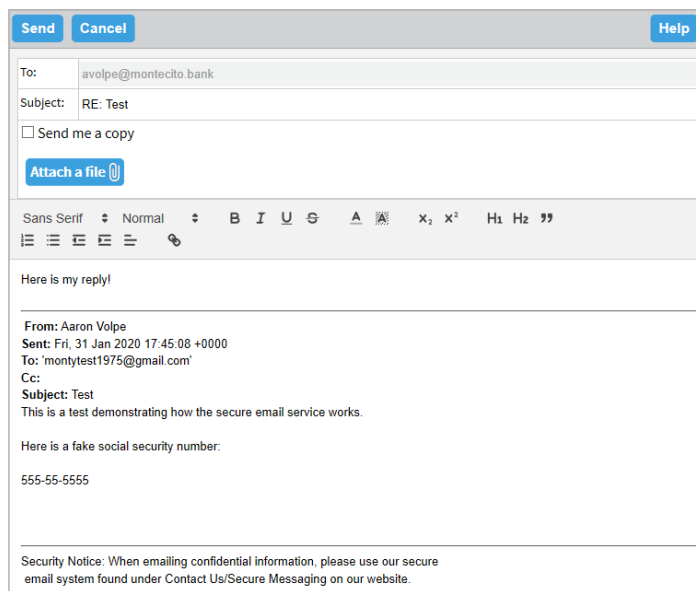 Send Cancel Help
To: avolpe@montecito.bank
Subject: RE: Test
Send me a copy
Attach a file
Sans Serif Normal B I U S A A X₂ X² H1 H2 ❞
Here is my reply!
From: Aaron Volpe
Sent: Fri, 31 Jan 2020 17:45:08 +0000
To: 'montytest1975@gmail.com'
Cc:
Subject: Test
This is a test demonstrating how the secure email service works.
Here is a fake social security number:
555-55-5555
Security Notice: When emailing confidential information, please use our secure
email system found under Contact Us/Secure Messaging on our website.